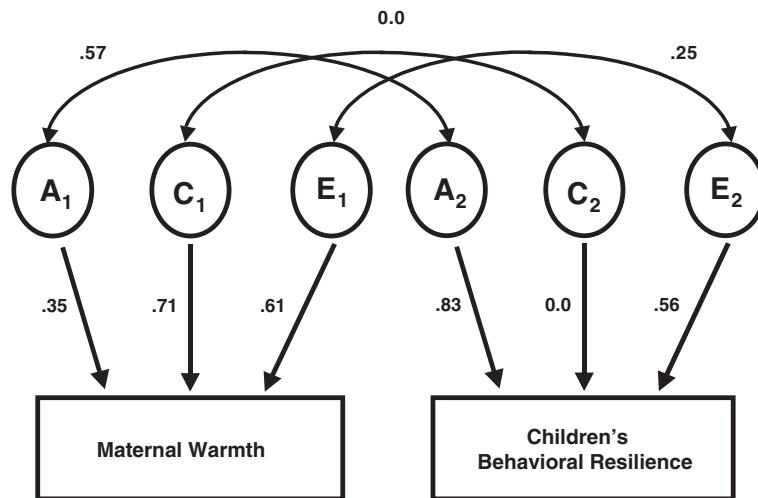 0.0
.57
.25
A1
C1
E1
A2
C2
E2
.35
.71
.61
.83
0.0
.56
Maternal Warmth
Children's
Behavioral Resilience